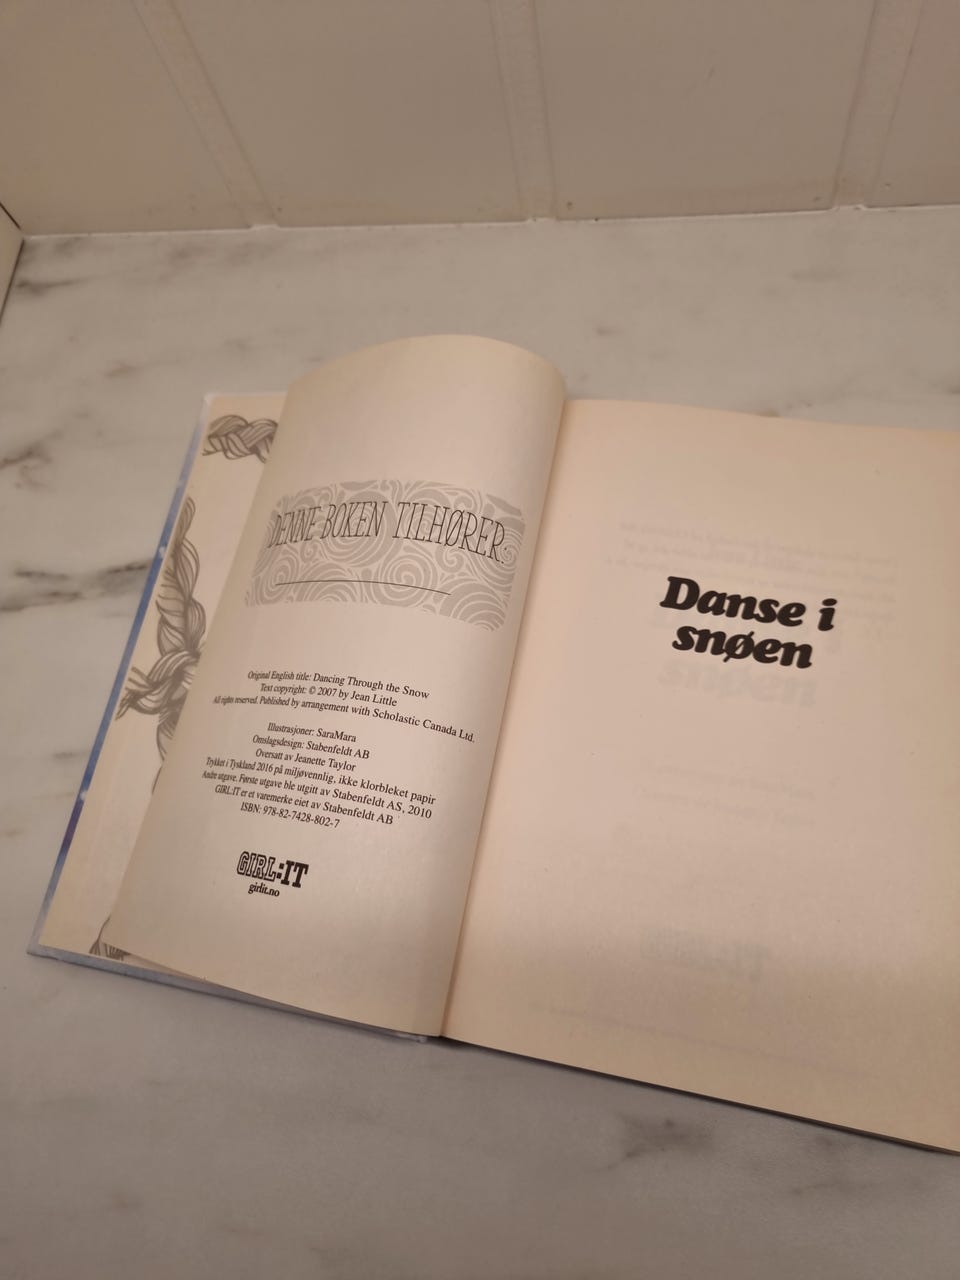 DENNE BOKEN TILHØRER:
Original English title: Dancing Through the Snow
Text copyright: © 2007 by Jean Little
All rights reserved. Published by arrangement with Scholastic Canada Ltd.
Illustrasjoner: SaraMara
Omslagsdesign: Stabenfeldt AB
Oversatt av Jeanette Taylor
Trykket i Tyskland 2016 på miljøvennlig, ikke klorbleket papir
Andre utgave. Første utgave ble utgitt av Stabenfeldt AS, 2010
GIRL:IT er et varemerke eiet av Stabenfeldt AB
ISBN: 978-82-7428-802-7
GIRL:IT
girlit.no
Danse i
snøen